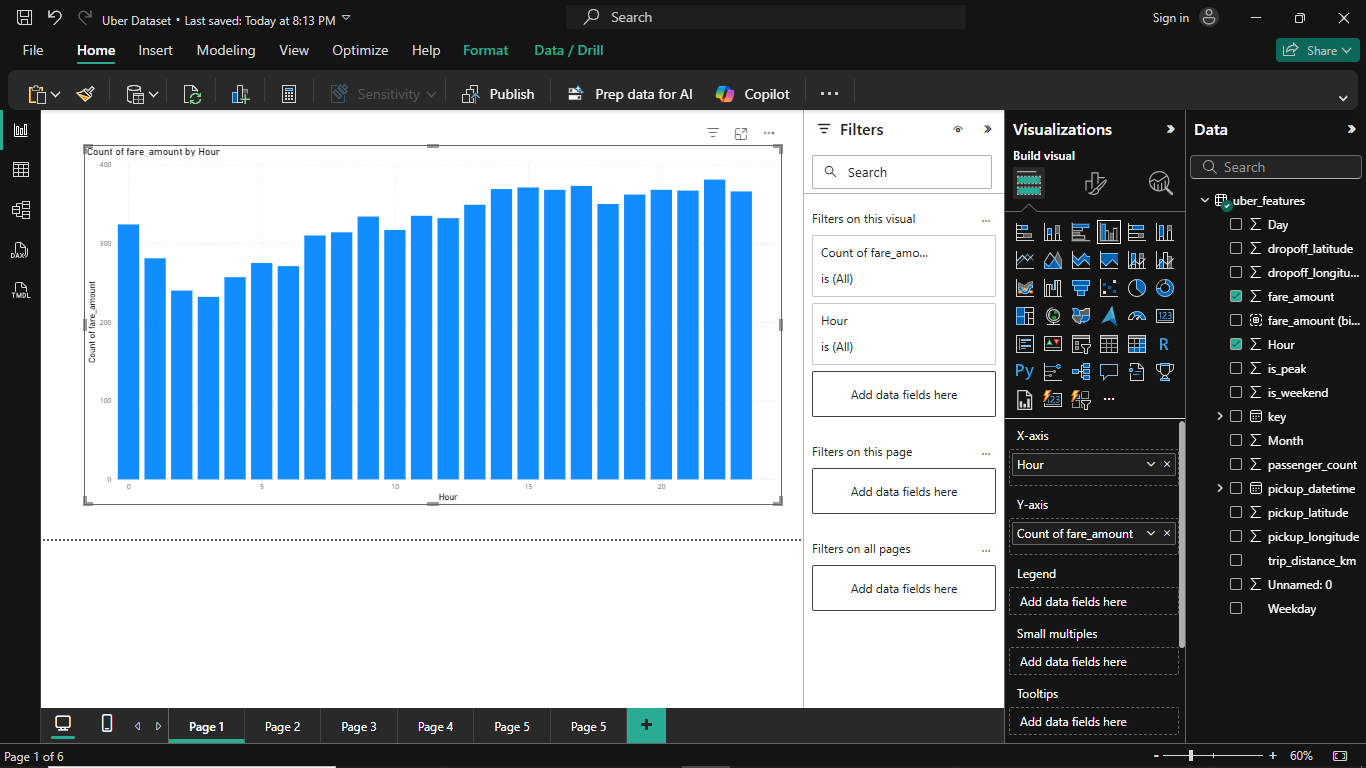 Uber Dataset • Last saved: Today at 8:13 PM
Search
Sign in
File
Home
Insert
Modeling
View
Optimize
Help
Format
Data / Drill
Share
Sensitivity
Publish
Prep data for AI
Copilot
Count of fare_amount by Hour
400
300
200
100
0
Count of fare_amount
0
5
10
15
20
Hour
Filters
Search
Filters on this visual
Count of fare_amo...
is (All)
Hour
is (All)
Add data fields here
Filters on this page
Add data fields here
Filters on all pages
Add data fields here
Visualizations
Build visual
123
R
Py
123
X-axis
Hour
Y-axis
Count of fare_amount
Legend
Add data fields here
Small multiples
Add data fields here
Tooltips
Add data fields here
Data
Search
uber_features
Day
dropoff_latitude
dropoff_longitu...
fare_amount
fare_amount (bi...
Hour
is_peak
is_weekend
key
Month
passenger_count
pickup_datetime
pickup_latitude
pickup_longitude
trip_distance_km
Unnamed: 0
Weekday
DAX
TMDL
Page 1
Page 2
Page 3
Page 4
Page 5
Page 5
Page 1 of 6
60%